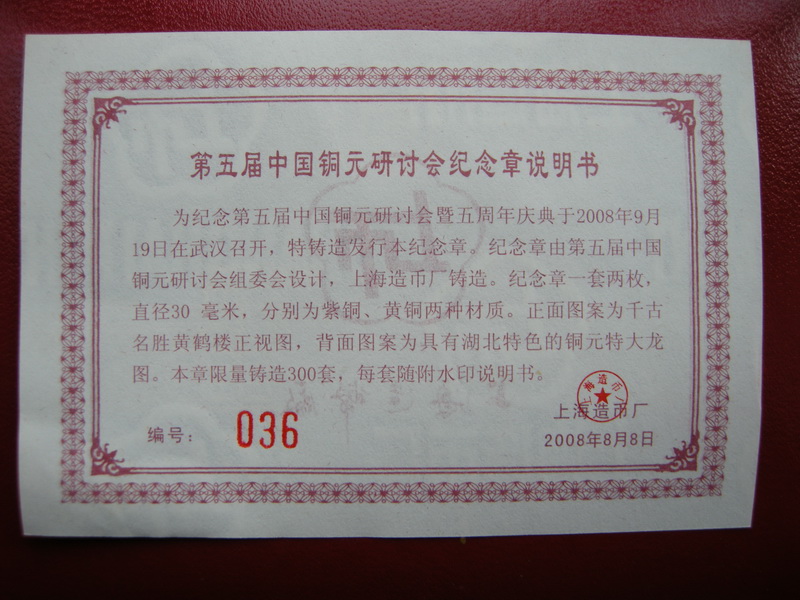 第五届中国铜元研讨会纪念章说明书
为纪念第五届中国铜元研讨会暨五周年庆典于2008年9月
19日在武汉召开，特铸造发行本纪念章。纪念章由第五届中国
铜元研讨会组委会设计，上海造币厂铸造。纪念章一套两枚，
直径30 毫米，分别为紫铜、黄铜两种材质。正面图案为千古
名胜黄鹤楼正视图，背面图案为具有湖北特色的铜元特大龙
图。本章限量铸造300套，每套随附水印说明书。
上海造币厂
上海造币厂
编号： 036
2008年8月8日